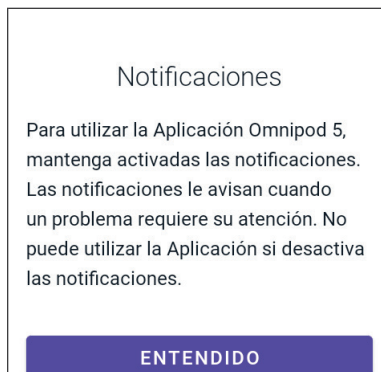 Notificaciones
Para utilizar la Aplicación Omnipod 5,
mantenga activadas las notificaciones.
Las notificaciones le avisan cuando
un problema requiere su atención. No
puede utilizar la Aplicación si desactiva
las notificaciones.
ENTENDIDO